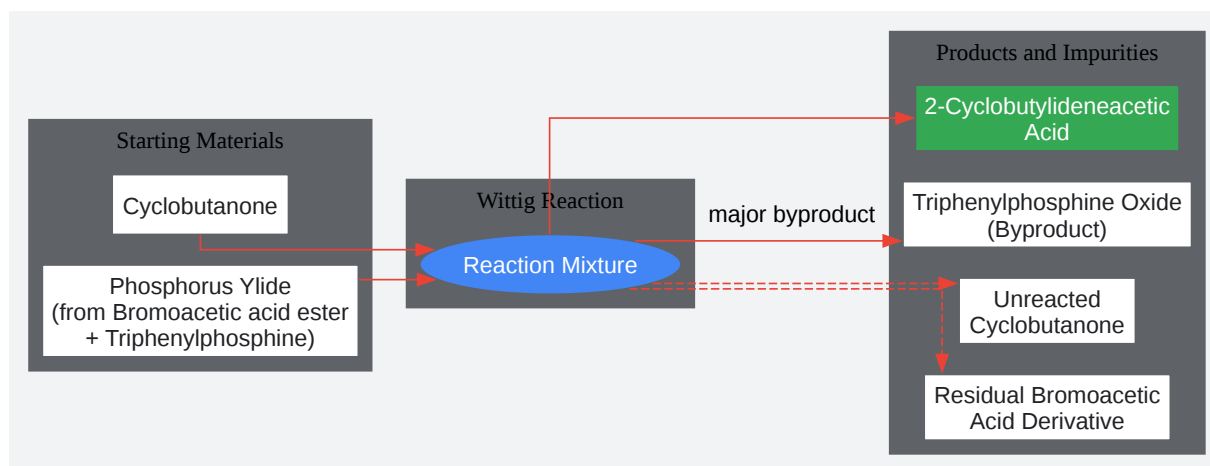 Starting Materials
Cyclobutanone
Phosphorus Ylide
(from Bromoacetic acid ester
+ Triphenylphosphine)
Wittig Reaction
Reaction Mixture
major byproduct
Products and Impurities
2-Cyclobutylideneacetic
Acid
Triphenylphosphine Oxide
(Byproduct)
Unreacted
Cyclobutanone
Residual Bromoacetic
Acid Derivative